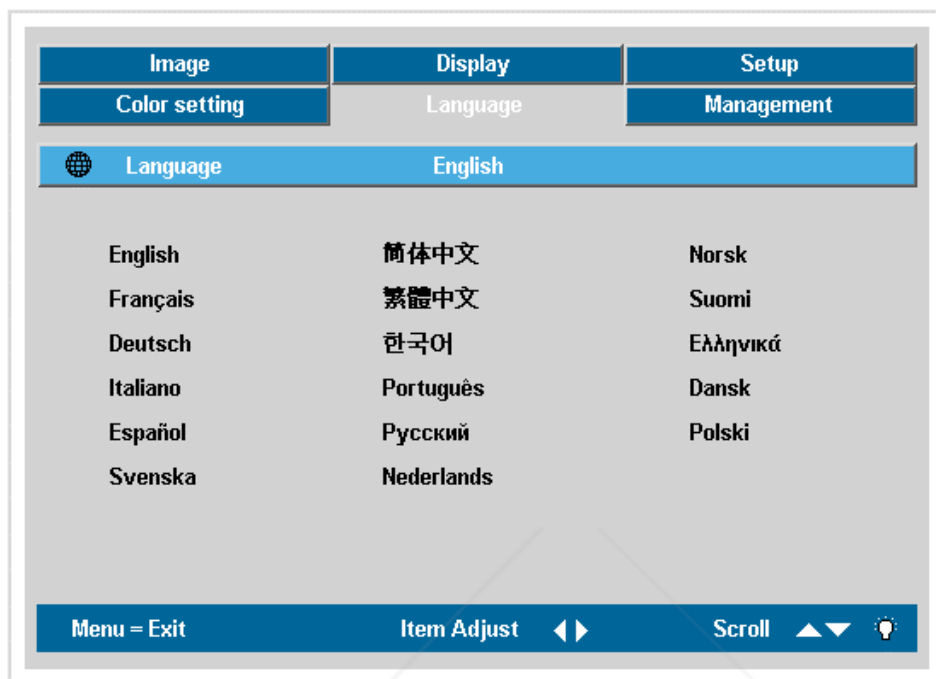 Image Display Setup
Color setting Language Management
Language English
English 简体中文 Norsk
Français 繁體中文 Suomi
Deutsch 한국어 Ελληνικά
Italiano Português Dansk
Español Русский Polski
Svenska Nederlands
Menu = Exit Item Adjust Scroll